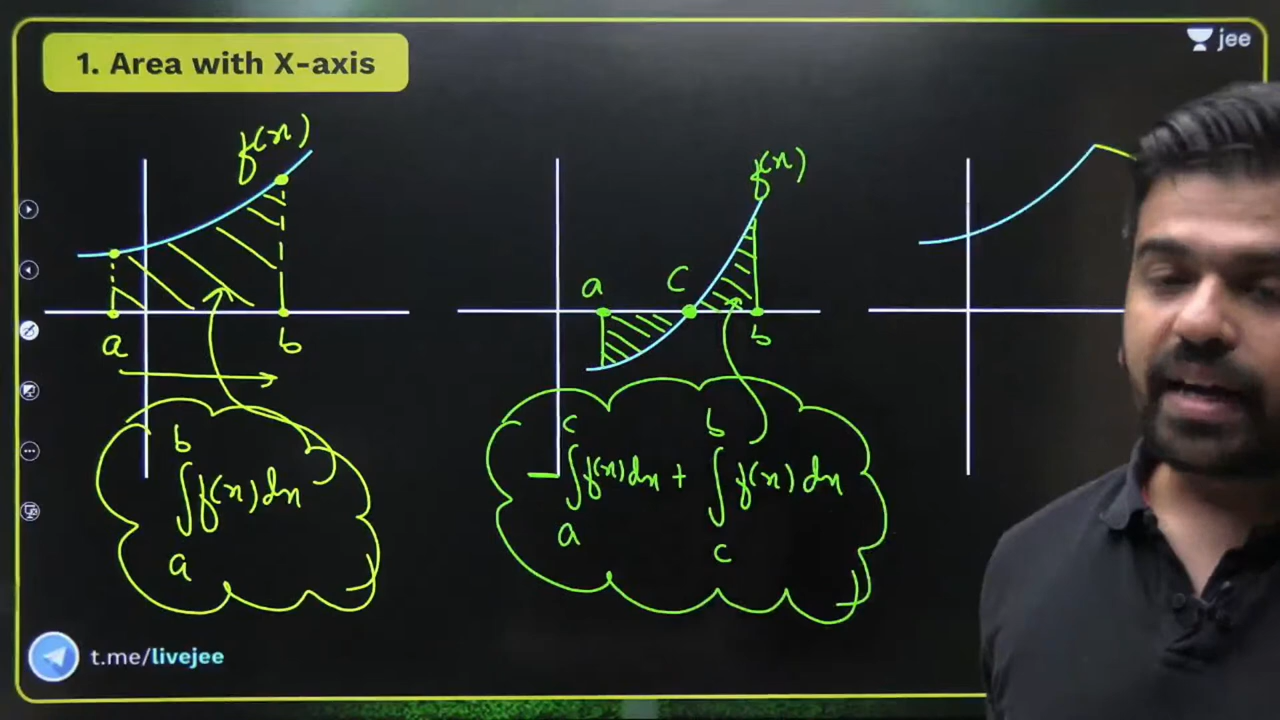 1. Area with X-axis
jee
f(x)
a
b
b
∫ f(x) dx
a
f(x)
a
c
b
c b
– ∫ f(x) dx + ∫ f(x) dx
a c
t.me/livejee